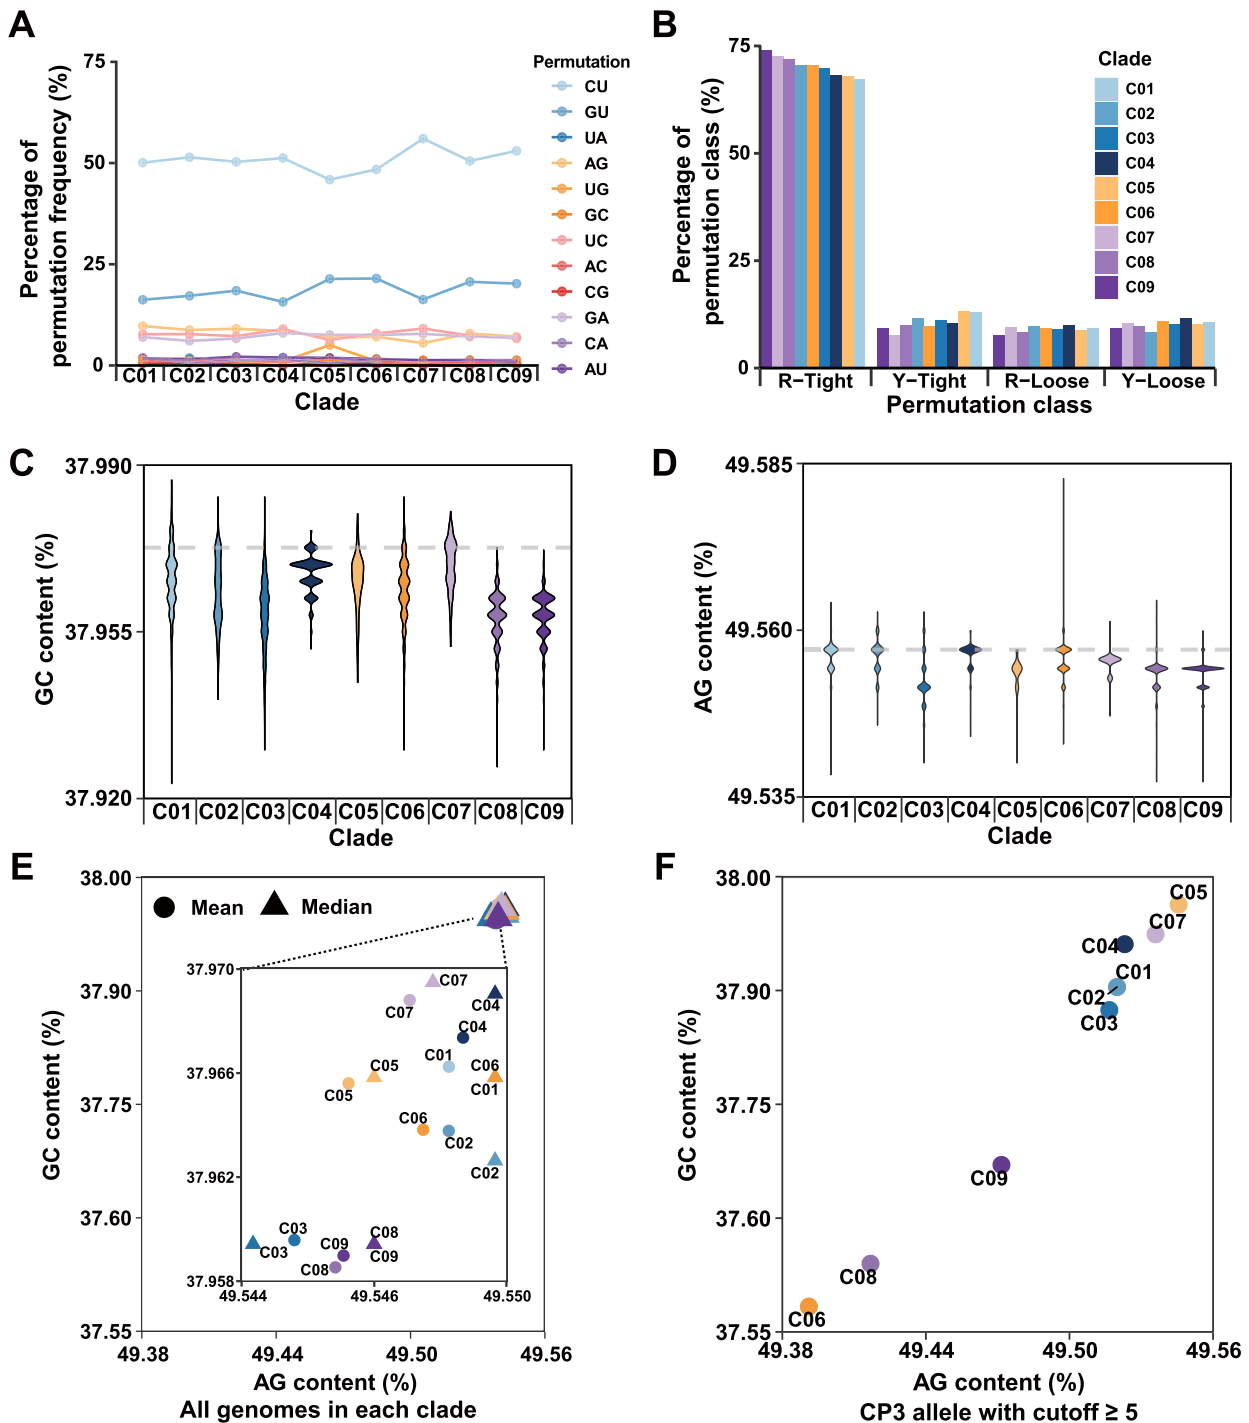 A
Percentage of
permutation frequency (%)
75
50
25
0
C01 C02 C03 C04 C05 C06 C07 C08 C09
Clade
Permutation
CU
GU
UA
AG
UG
GC
UC
AC
CG
GA
CA
AU
B
Percentage of
permutation class (%)
75
50
25
0
R−Tight Y−Tight R−Loose Y−Loose
Permutation class
Clade
C01
C02
C03
C04
C05
C06
C07
C08
C09
C
GC content (%)
37.990
37.955
37.920
C01 C02 C03 C04 C05 C06 C07 C08 C09
Clade
D
AG content (%)
49.585
49.560
49.535
C01 C02 C03 C04 C05 C06 C07 C08 C09
Clade
E
GC content (%)
38.00
37.90
37.75
37.60
37.55
Mean Median
37.970
37.966
37.962
37.958
C07
C07
C04
C04
C01
C05
C05
C06
C01
C06
C02
C02
C03
C03
C09
C08
C08
C09
49.544 49.546 49.550
49.38 49.44 49.50 49.56
AG content (%)
All genomes in each clade
F
GC content (%)
38.00
37.90
37.75
37.60
37.55
C05
C07
C04
C01
C02
C03
C09
C08
C06
49.38 49.44 49.50 49.56
AG content (%)
CP3 allele with cutoff ≥ 5